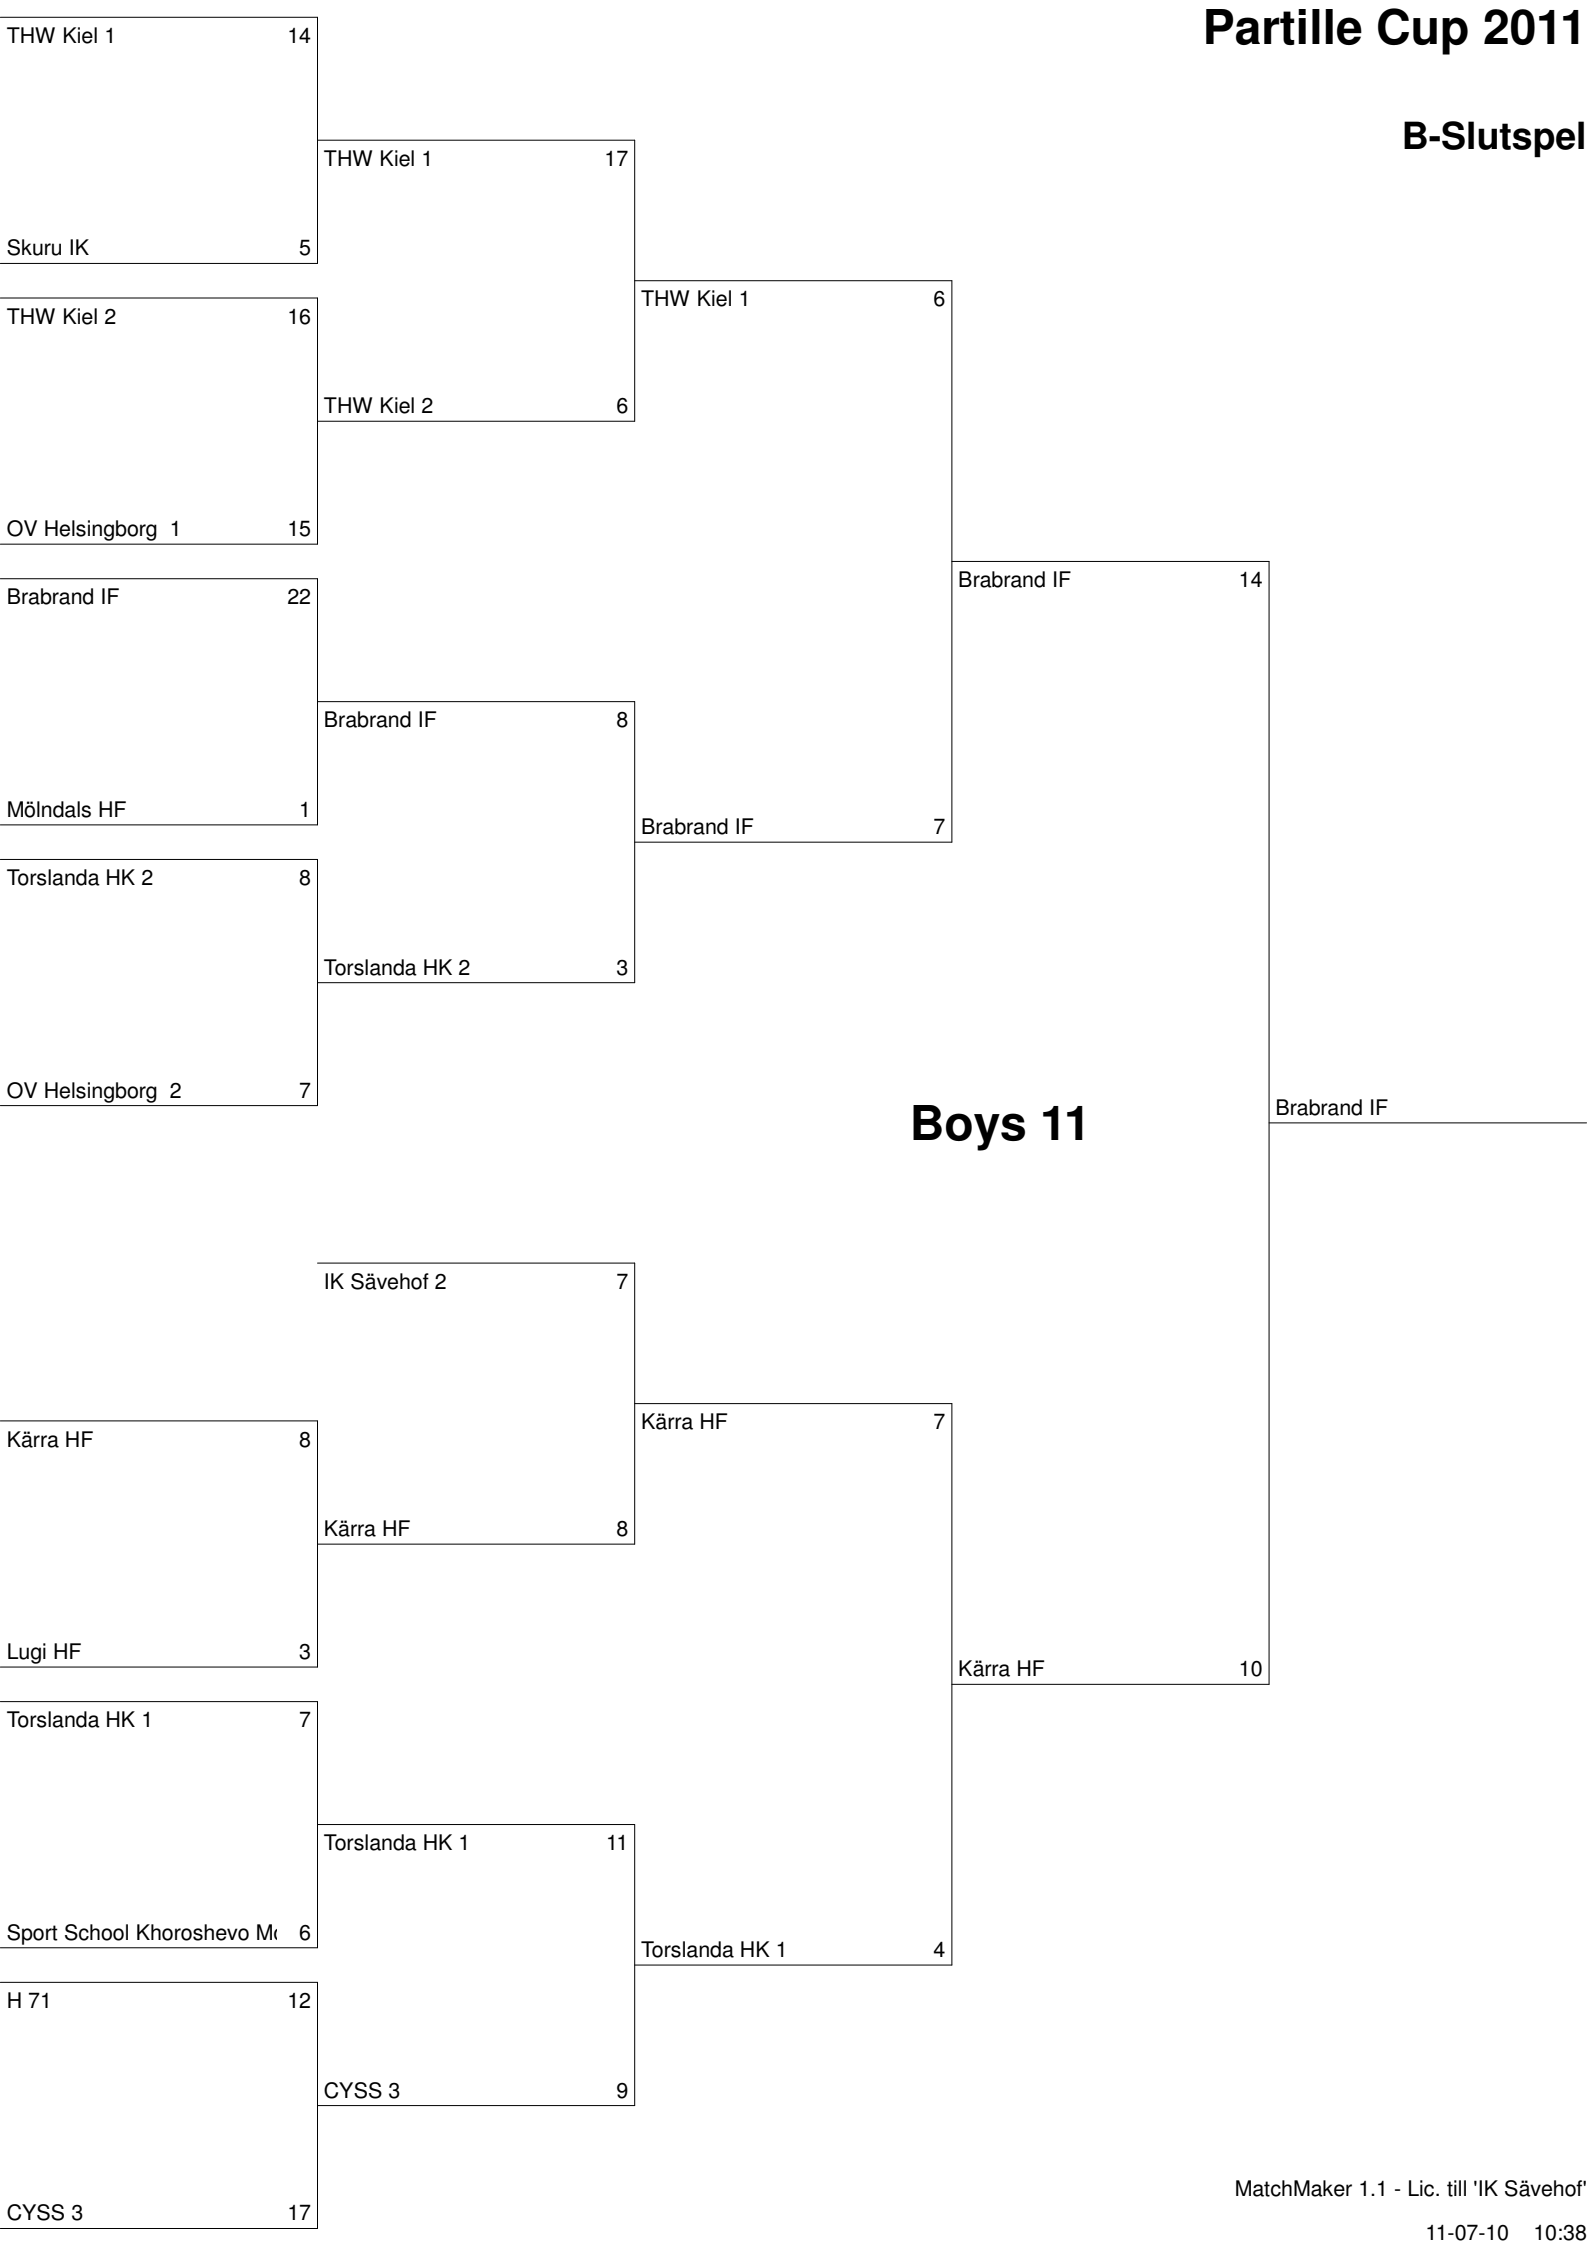 Partille Cup 2011
B-Slutspel
THW Kiel 1 14
THW Kiel 1 17
Skuru IK 5
THW Kiel 1 6
THW Kiel 2 16
THW Kiel 2 6
OV Helsingborg 1 15
Brabrand IF 14
Brabrand IF 22
Brabrand IF 8
Mölndals HF 1
Brabrand IF 7
Torslanda HK 2 8
Torslanda HK 2 3
OV Helsingborg 2 7
Boys 11
Brabrand IF
IK Sävehof 2 7
Kärra HF 7
Kärra HF 8
Kärra HF 8
Lugi HF 3
Kärra HF 10
Torslanda HK 1 7
Torslanda HK 1 11
Sport School Khoroshevo 6
Torslanda HK 1 4
H 71 12
CYSS 3 9
CYSS 3 17
MatchMaker 1.1 - Lic. till 'IK Sävehof'
11-07-10 10:38